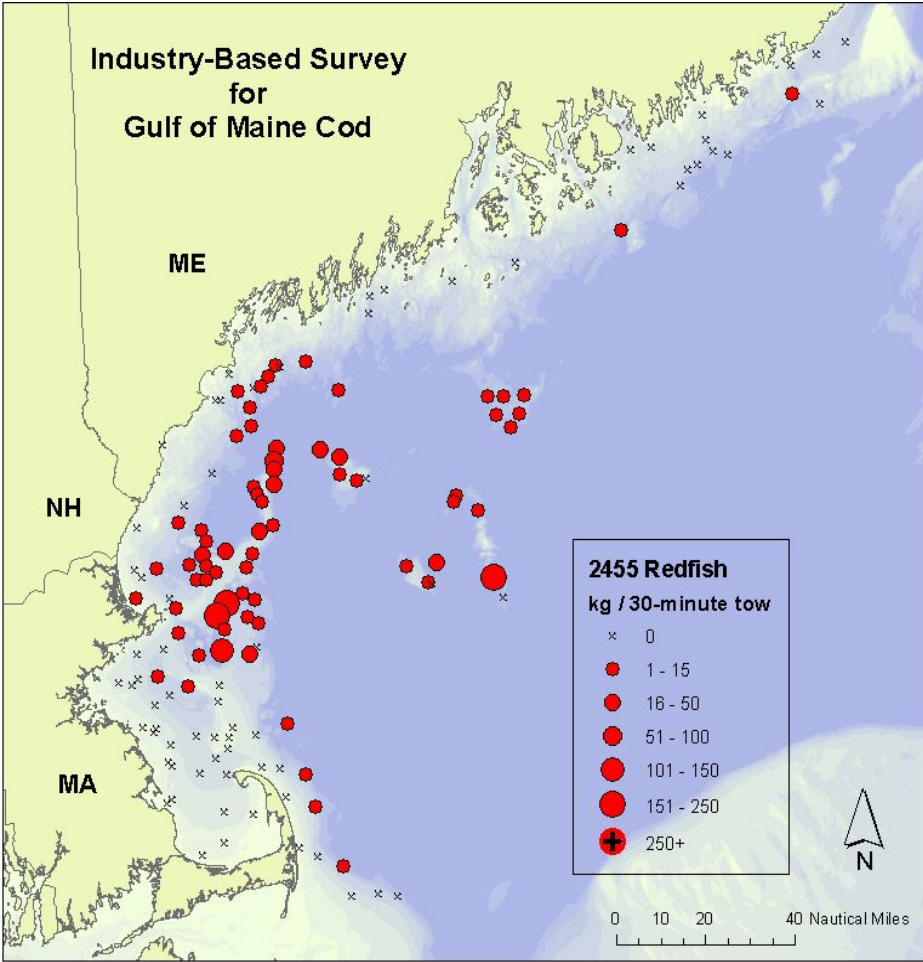 Industry-Based Survey
for
Gulf of Maine Cod
ME
NH
MA
2455 Redfish
kg / 30-minute tow
0
1 - 15
16 - 50
51 - 100
101 - 150
151 - 250
250+
N
0 10 20 40 Nautical Miles